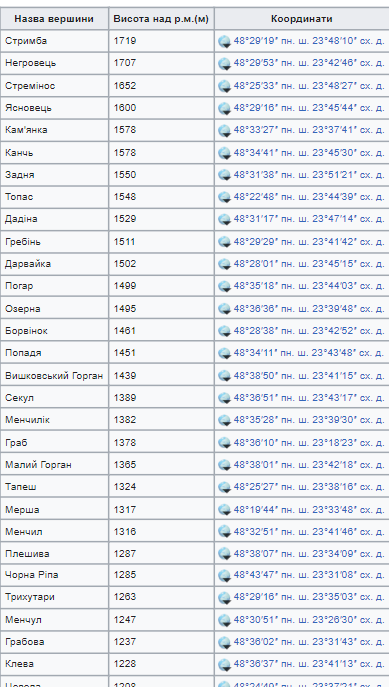 Назва вершини Висота над р.м.(м) Координати
Стримба 1719 48°29′19″ пн. ш. 23°48′10″ сх. д.
Негровець 1707 48°29′53″ пн. ш. 23°42′46″ сх. д.
Стремінос 1652 48°25′33″ пн. ш. 23°48′27″ сх. д.
Ясновець 1600 48°29′16″ пн. ш. 23°45′44″ сх. д.
Кам'янка 1578 48°33′27″ пн. ш. 23°37′41″ сх. д.
Канчь 1578 48°34′41″ пн. ш. 23°45′30″ сх. д.
Задня 1550 48°31′38″ пн. ш. 23°51′21″ сх. д.
Топас 1548 48°22′48″ пн. ш. 23°44′39″ сх. д.
Дадіна 1529 48°31′17″ пн. ш. 23°47′14″ сх. д.
Гребінь 1511 48°29′29″ пн. ш. 23°41′42″ сх. д.
Дарвайка 1502 48°28′01″ пн. ш. 23°45′15″ сх. д.
Погар 1499 48°35′18″ пн. ш. 23°44′03″ сх. д.
Озерна 1495 48°36′36″ пн. ш. 23°39′48″ сх. д.
Борвінок 1461 48°28′38″ пн. ш. 23°42′52″ сх. д.
Попадя 1451 48°34′11″ пн. ш. 23°43′48″ сх. д.
Вишковський Горган 1439 48°38′50″ пн. ш. 23°41′15″ сх. д.
Секул 1389 48°36′51″ пн. ш. 23°43′17″ сх. д.
Менчилік 1382 48°35′28″ пн. ш. 23°39′30″ сх. д.
Граб 1378 48°36′10″ пн. ш. 23°18′23″ сх. д.
Малий Горган 1365 48°38′01″ пн. ш. 23°42′18″ сх. д.
Тапеш 1324 48°25′27″ пн. ш. 23°38′16″ сх. д.
Мерша 1317 48°19′44″ пн. ш. 23°33′48″ сх. д.
Менчил 1316 48°32′51″ пн. ш. 23°41′46″ сх. д.
Плешива 1287 48°38′07″ пн. ш. 23°34′09″ сх. д.
Чорна Ріпа 1285 48°43′47″ пн. ш. 23°31′08″ сх. д.
Трихутари 1263 48°29′16″ пн. ш. 23°35′03″ сх. д.
Менчул 1247 48°30′51″ пн. ш. 23°26′30″ сх. д.
Грабова 1237 48°36′02″ пн. ш. 23°31′43″ сх. д.
Клева 1228 48°36′37″ пн. ш. 23°41′13″ сх. д.